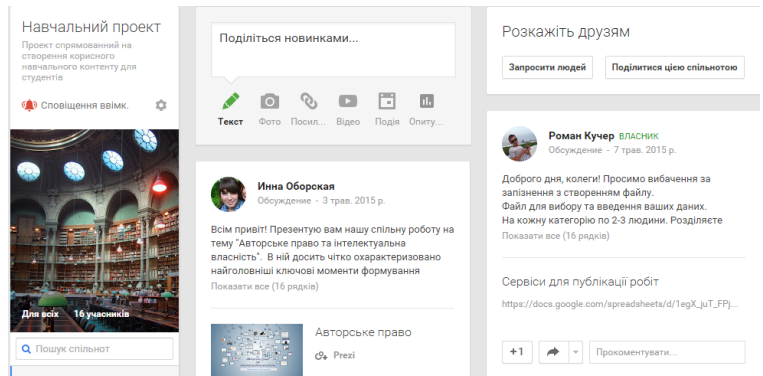 Навчальний проект
Проект спрямованний на
створення корисного
навчального контенту для
студентів
Сповіщення ввімк.
Для всіх 16 учасників
Пошук спільнот
Поділіться новинками...
Текст Фото Посил... Відео Подія Опиту...
Инна Оборская
Обсуждение - 3 трав. 2015 р.
Всім привіт! Презентую вам нашу спільну роботу на
тему "Авторське право та інтелектуальна
власність". В ній досить чітко охарактеризовано
найголовніші ключові моменти формування
Показати все (16 рядків)
Авторське право
Prezi
Розкажіть друзям
Запросити людей Поділитися цією спільнотою
Роман Кучер ВЛАСНИК
Обсуждение - 7 трав. 2015 р.
Доброго дня, колеги! Просимо вибачення за
запізнення з створенням файлу.
Файл для вибору та введення ваших даних.
На кожну категорію по 2-3 людини. Розділяєте
Показати все (16 рядків)
Сервіси для публікації робіт
https://docs.google.com/spreadsheets/d/1egX_juT_FPj...
+1 Прокоментувати...